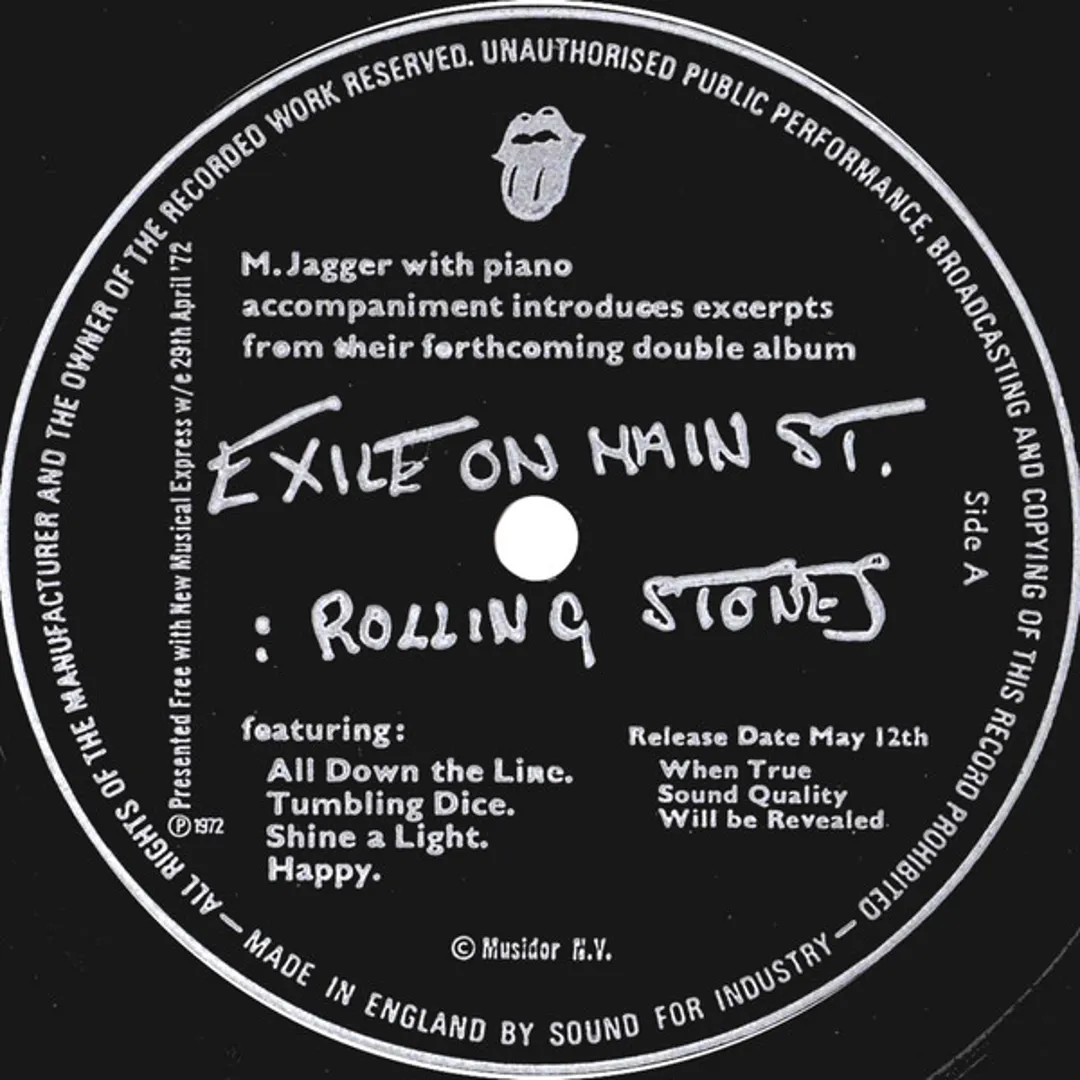 ALL RIGHTS OF THE MANUFACTURER AND THE OWNER OF THE RECORDED WORK RESERVED. UNAUTHORISED PUBLIC PERFORMANCE, BROADCASTING AND COPYING OF THIS RECORD PROHIBITED —
M. Jagger with piano
accompaniment introduces excerpts
from their forthcoming double album
EXILE ON MAIN ST.
: ROLLING STONES
Side A
featuring:
All Down the Line.
Tumbling Dice.
Shine a Light.
Happy.
Release Date May 12th
When True
Sound Quality
Will be Revealed
Presented Free with New Musical Express w/e 29th April '72
Ⓟ 1972
© Musidor N.V.
— MADE IN ENGLAND BY SOUND FOR INDUSTRY